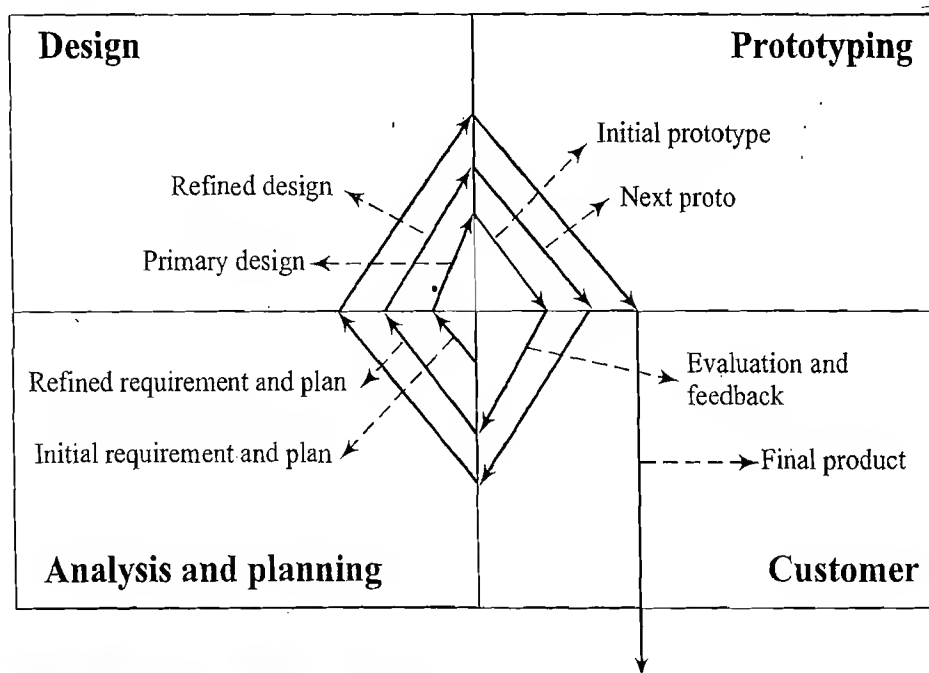 Design
Prototyping
Initial prototype
Refined design
Next proto
Primary design
Refined requirement and plan
Evaluation and
feedback
Initial requirement and plan
Final product
Analysis and planning
Customer